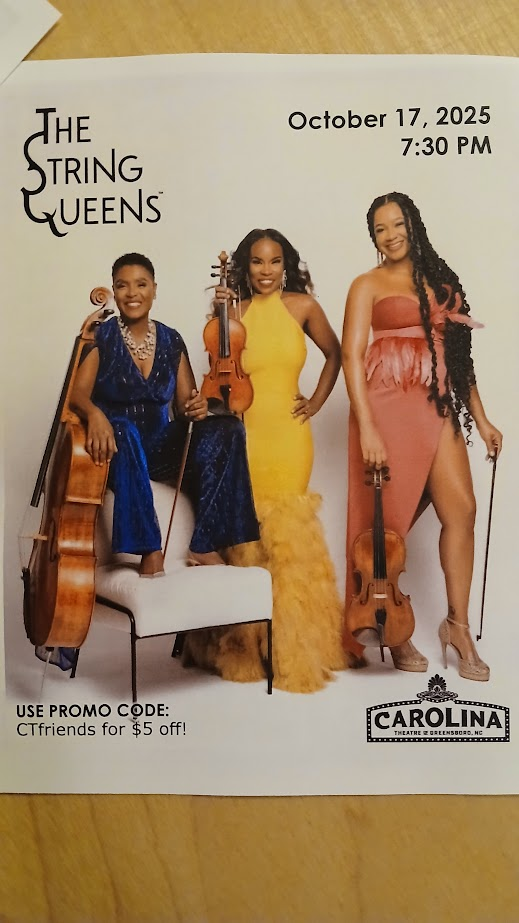 THE
STRING
QUEENS™
October 17, 2025
7:30 PM
USE PROMO CODE:
CTfriends for $5 off!
CAROLINA
THEATRE OF GREENSBORO, NC